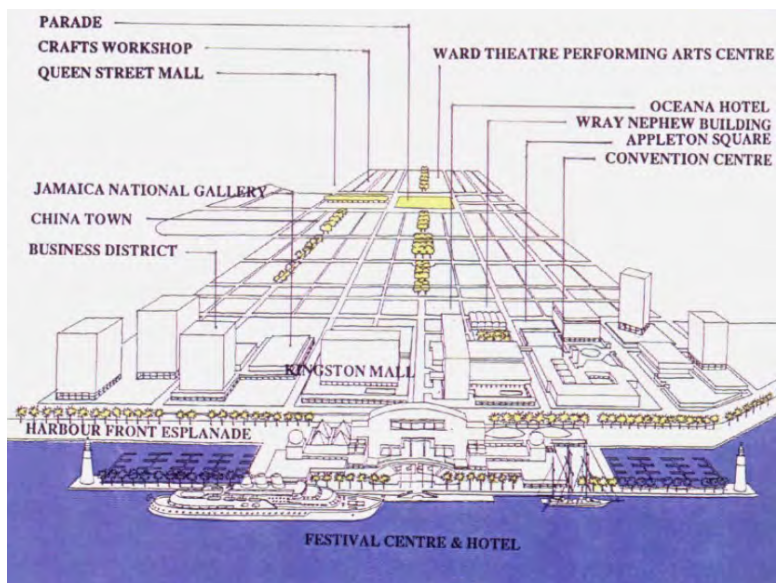 PARADE
CRAFTS WORKSHOP
QUEEN STREET MALL
WARD THEATRE PERFORMING ARTS CENTRE
OCEANA HOTEL
WRAY NEPHEW BUILDING
APPLETON SQUARE
CONVENTION CENTRE
JAMAICA NATIONAL GALLERY
CHINA TOWN
BUSINESS DISTRICT
KINGSTON MALL
HARBOUR FRONT ESPLANADE
FESTIVAL CENTRE & HOTEL